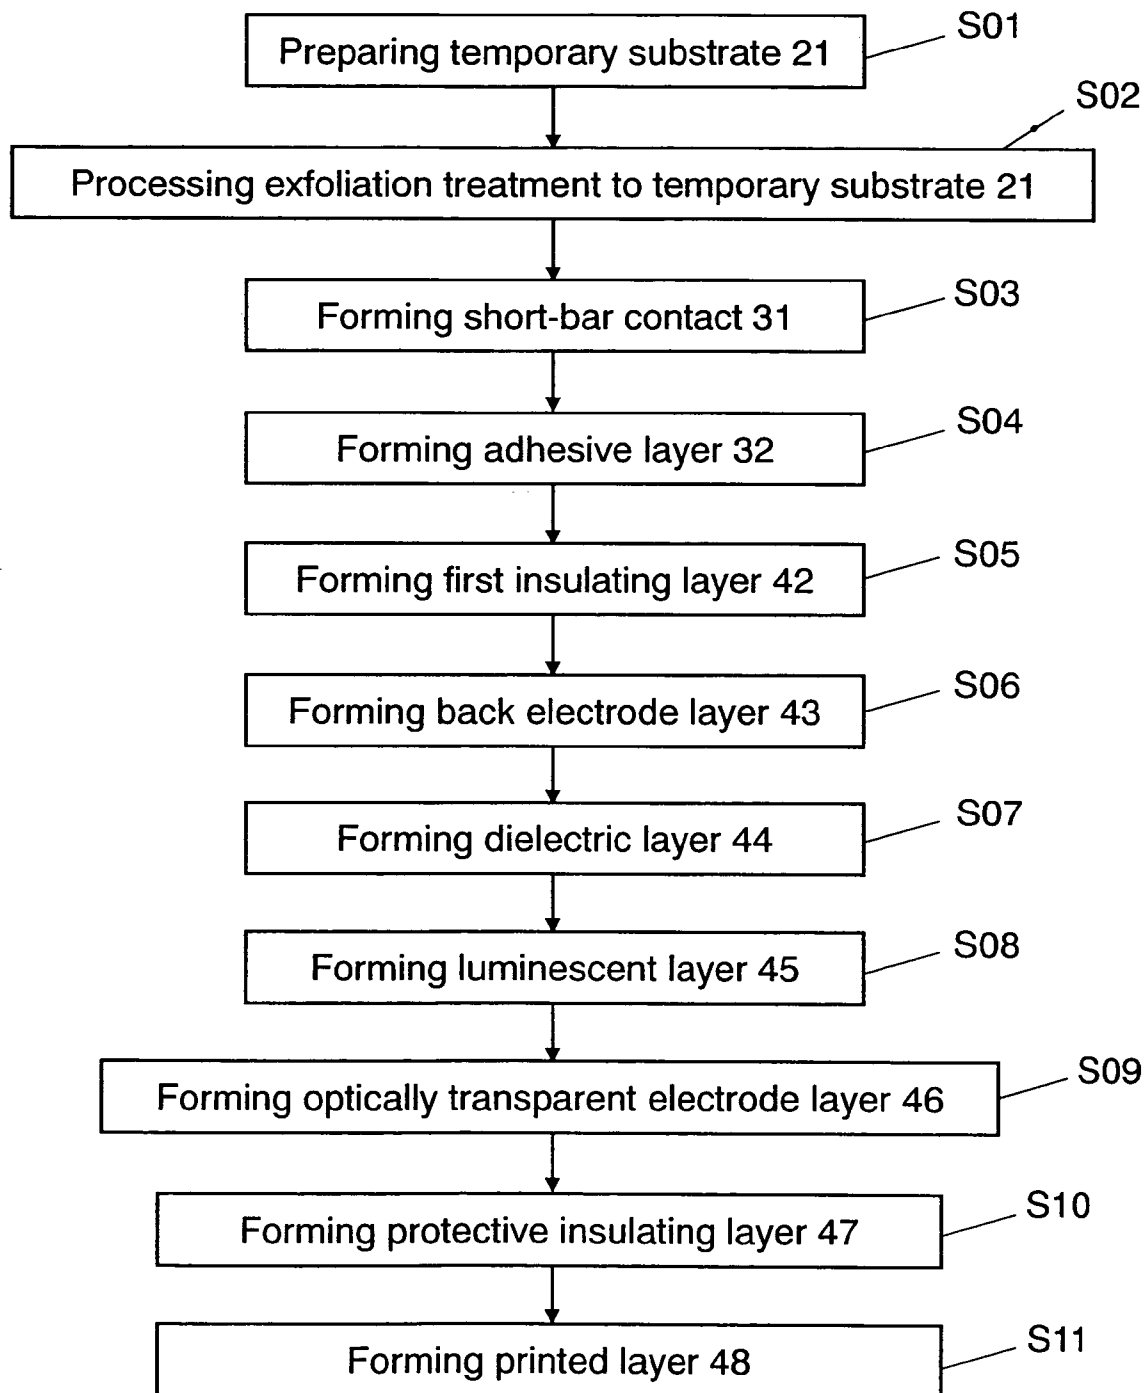 Preparing temporary substrate 21
S01
Processing exfoliation treatment to temporary substrate 21
S02
Forming short-bar contact 31
S03
Forming adhesive layer 32
S04
Forming first insulating layer 42
S05
Forming back electrode layer 43
S06
Forming dielectric layer 44
S07
Forming luminescent layer 45
S08
Forming optically transparent electrode layer 46
S09
Forming protective insulating layer 47
S10
Forming printed layer 48
S11